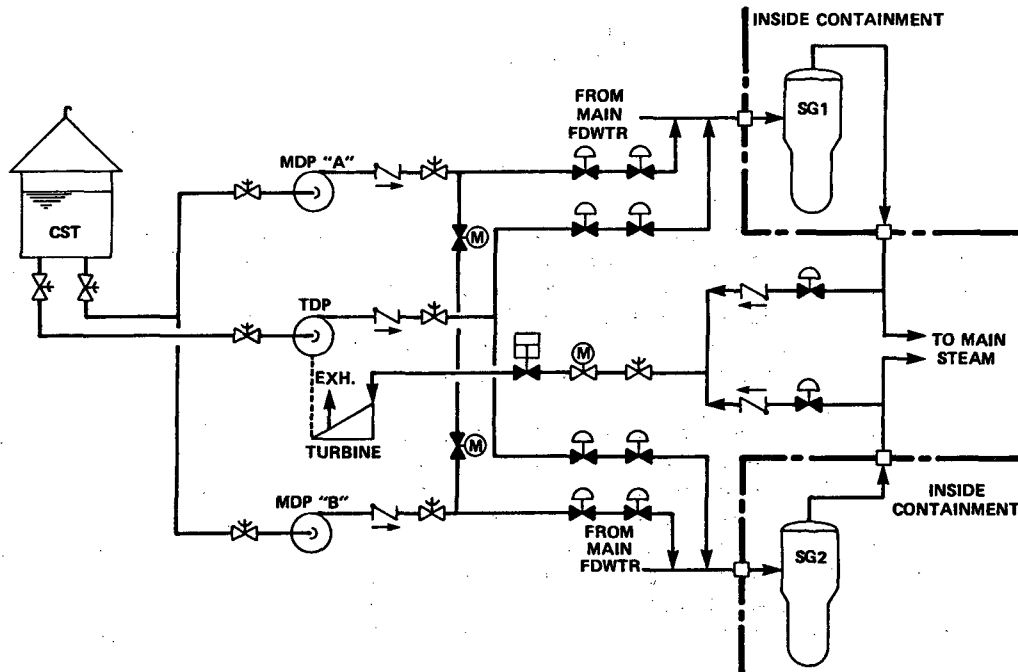 INSIDE CONTAINMENT
SG1
FROM
MAIN
FDWTR
MDP "A"
M
CST
TDP
TO MAIN
STEAM
M
EXH.
TURBINE
M
MDP "B"
INSIDE
CONTAINMENT
FROM
MAIN
FDWTR
SG2